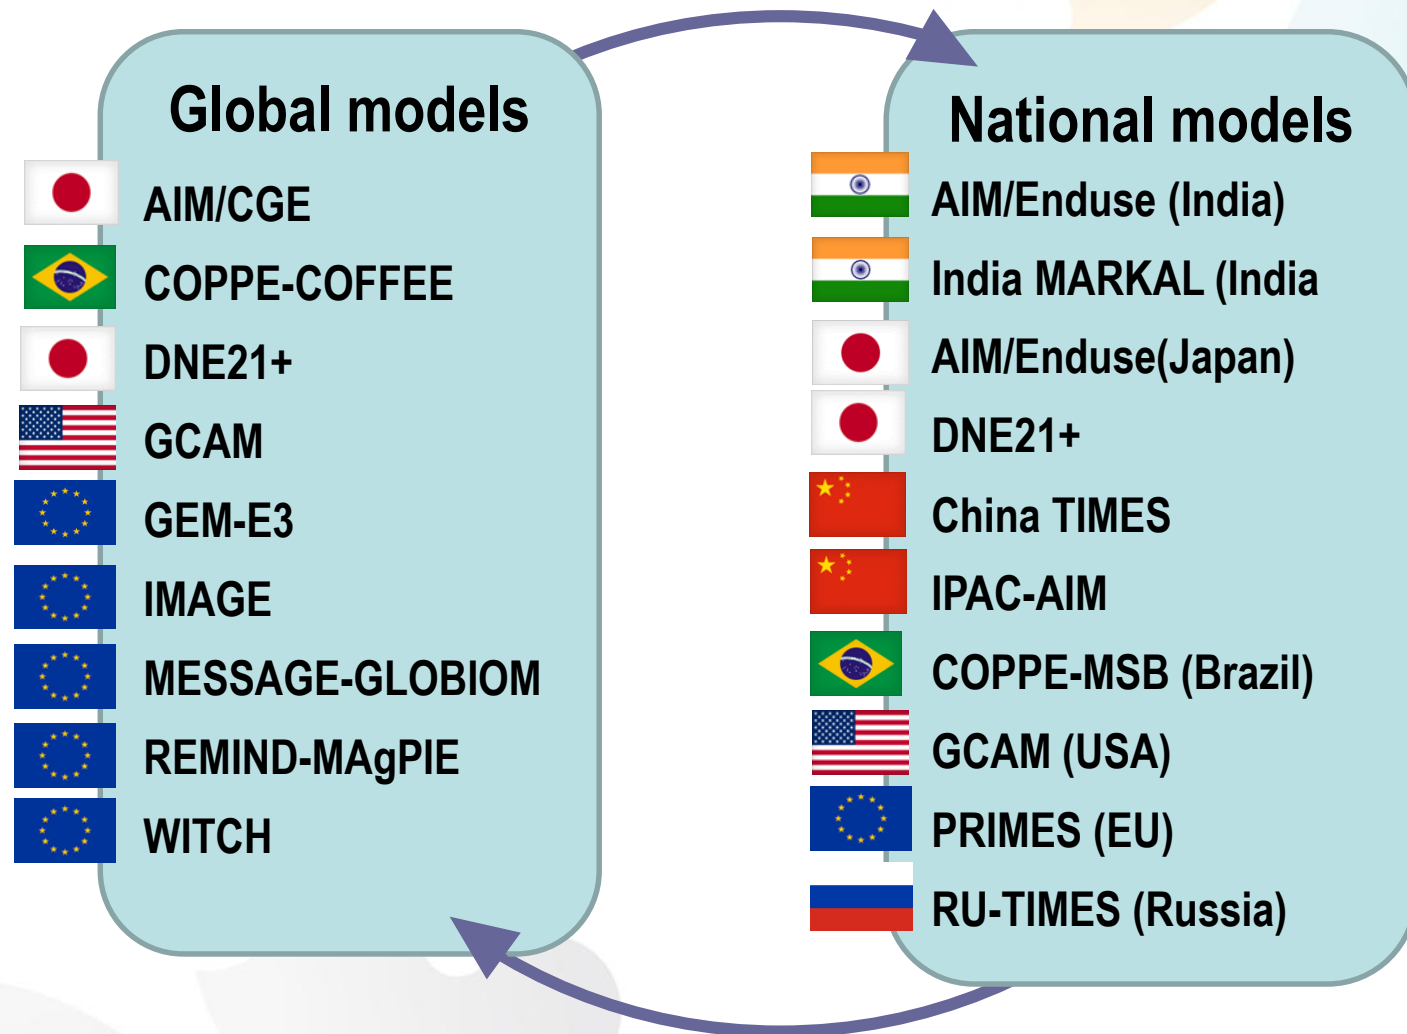 Global models
AIM/CGE
COPPE-COFFEE
DNE21+
GCAM
GEM-E3
IMAGE
MESSAGE-GLOBIOM
REMIND-MAgPIE
WITCH
National models
AIM/Enduse (India)
India MARKAL (India
AIM/Enduse(Japan)
DNE21+
China TIMES
IPAC-AIM
COPPE-MSB (Brazil)
GCAM (USA)
PRIMES (EU)
RU-TIMES (Russia)